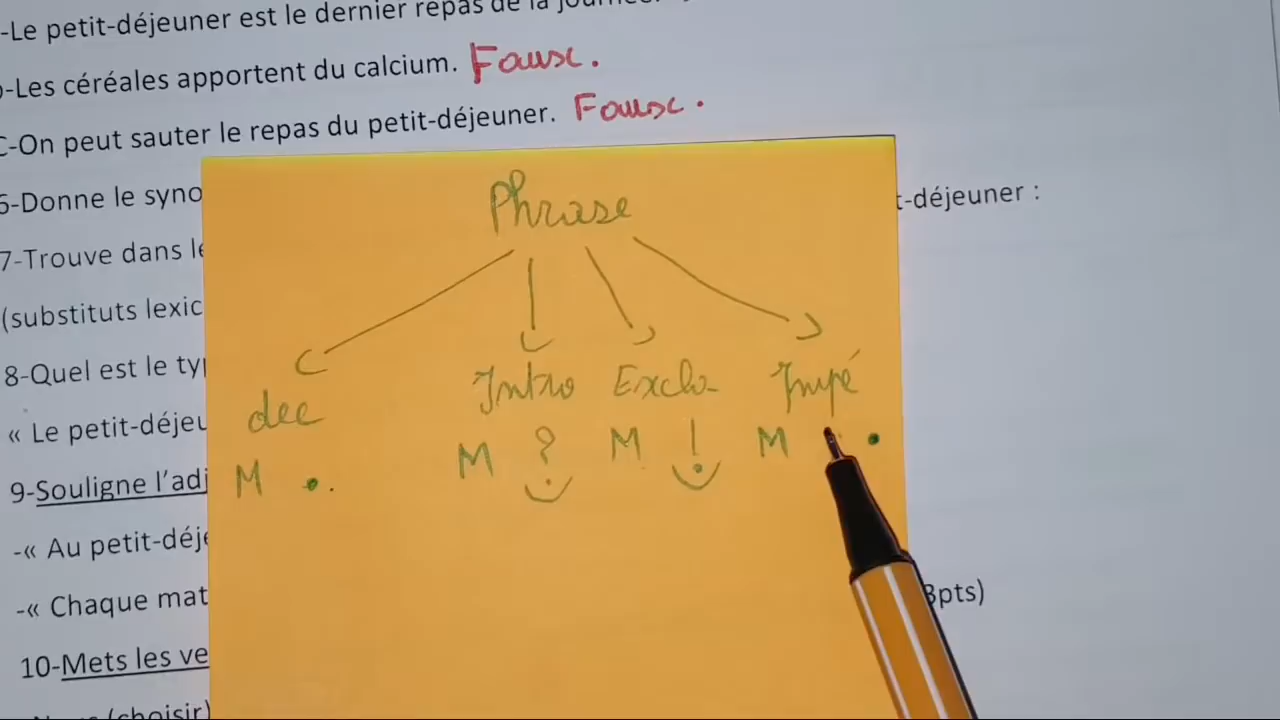 -Le petit-déjeuner est le dernier repas de la journée.
-Les céréales apportent du calcium. Faux.
C-On peut sauter le repas du petit-déjeuner. Faux.
6-Donne le syno t-déjeuner :
7-Trouve dans le
(substituts lexic
8-Quel est le typ
« Le petit-déjeu
9-Souligne l'adj
-« Au petit-déje
-« Chaque mat 3pts)
10-Mets les ve
(choisir)
Phrase
dec Intro Excla Impé
M . M ? M ! M .